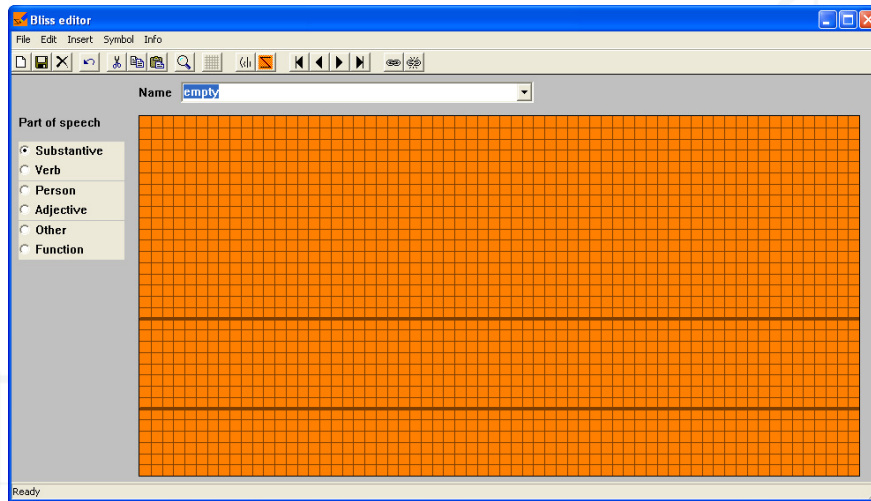 Bliss editor
File Edit Insert Symbol Info
Name empty
Part of speech
Substantive
Verb
Person
Adjective
Other
Function
Ready